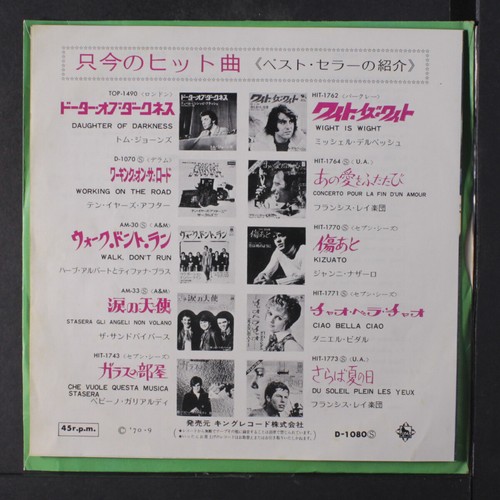 只今のヒット曲《ベスト・セラーの紹介》
TOP-1490〈ロンドン〉
ドーター・オブ・ダークネス
DAUGHTER OF DARKNESS
トム・ジョーンズ
D-1070Ⓢ〈デラム〉
ワーキング・オン・ザ・ロード
WORKING ON THE ROAD
テン・イヤーズ・アフター
AM-30Ⓢ〈A&M〉
ウォーク、ドント・ラン
WALK, DON'T RUN
ハーブ・アルバートとティファナ・ブラス
AM-33Ⓢ〈A&M〉
涙の天使
STASERA GLI ANGELI NON VOLANO
ザ・サンドパイパーズ
HIT-1743〈セブン・シーズ〉
ガラスの部屋
CHE VUOLE QUESTA MUSICA
STASERA
ペピーノ・ガリアルディ
HIT-1762〈バークレー〉
ワイト・イズ・ワイト
WIGHT IS WIGHT
ミッシェル・デルペッシュ
HIT-1764Ⓢ〈U.A.〉
あの愛をふたたび
CONCERTO POUR LA FIN D'UN AMOUR
フランシス・レイ楽団
HIT-1770Ⓢ〈セブン・シーズ〉
傷あと
KIZUATO
ジャンニ・ナザーロ
HIT-1771Ⓢ〈セブン・シーズ〉
チャオ・ベラ・チャオ
CIAO BELLA CIAO
ダニエル・ビダル
HIT-1773Ⓢ〈U.A.〉
さらば夏の日
DU SOLEIL PLEIN LES YEUX
フランシス・レイ楽団
45r.p.m.
発売元 キングレコード株式会社
D-1080Ⓢ